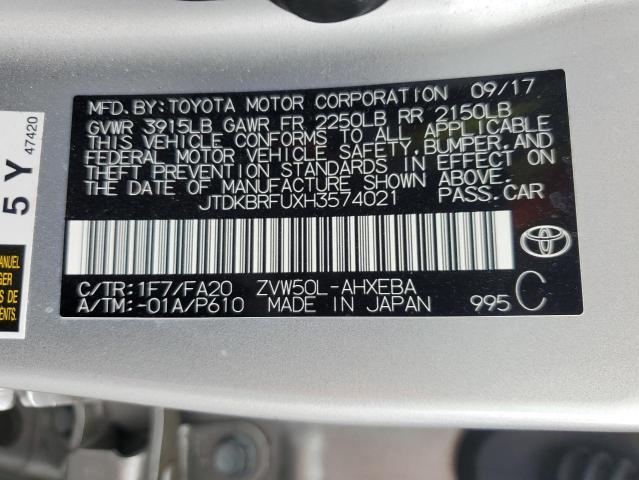 MFD.BY:TOYOTA MOTOR CORPORATION 09/17
GVWR 3915LB GAWR FR 2250LB RR 2150LB
THIS VEHICLE CONFORMS TO ALL APPLICABLE
FEDERAL MOTOR VEHICLE SAFETY,BUMPER,AND
THEFT PREVENTION STANDARDS IN EFFECT ON
THE DATE OF MANUFACTURE SHOWN ABOVE.
JTDKBRFUXH3574021 PASS.CAR
C/TR:1F7/FA20 ZVW50L-AHXEBA
A/TM:-01A/P610 MADE IN JAPAN 995 C
TOYOTA
5 Y
47420
MANUEL